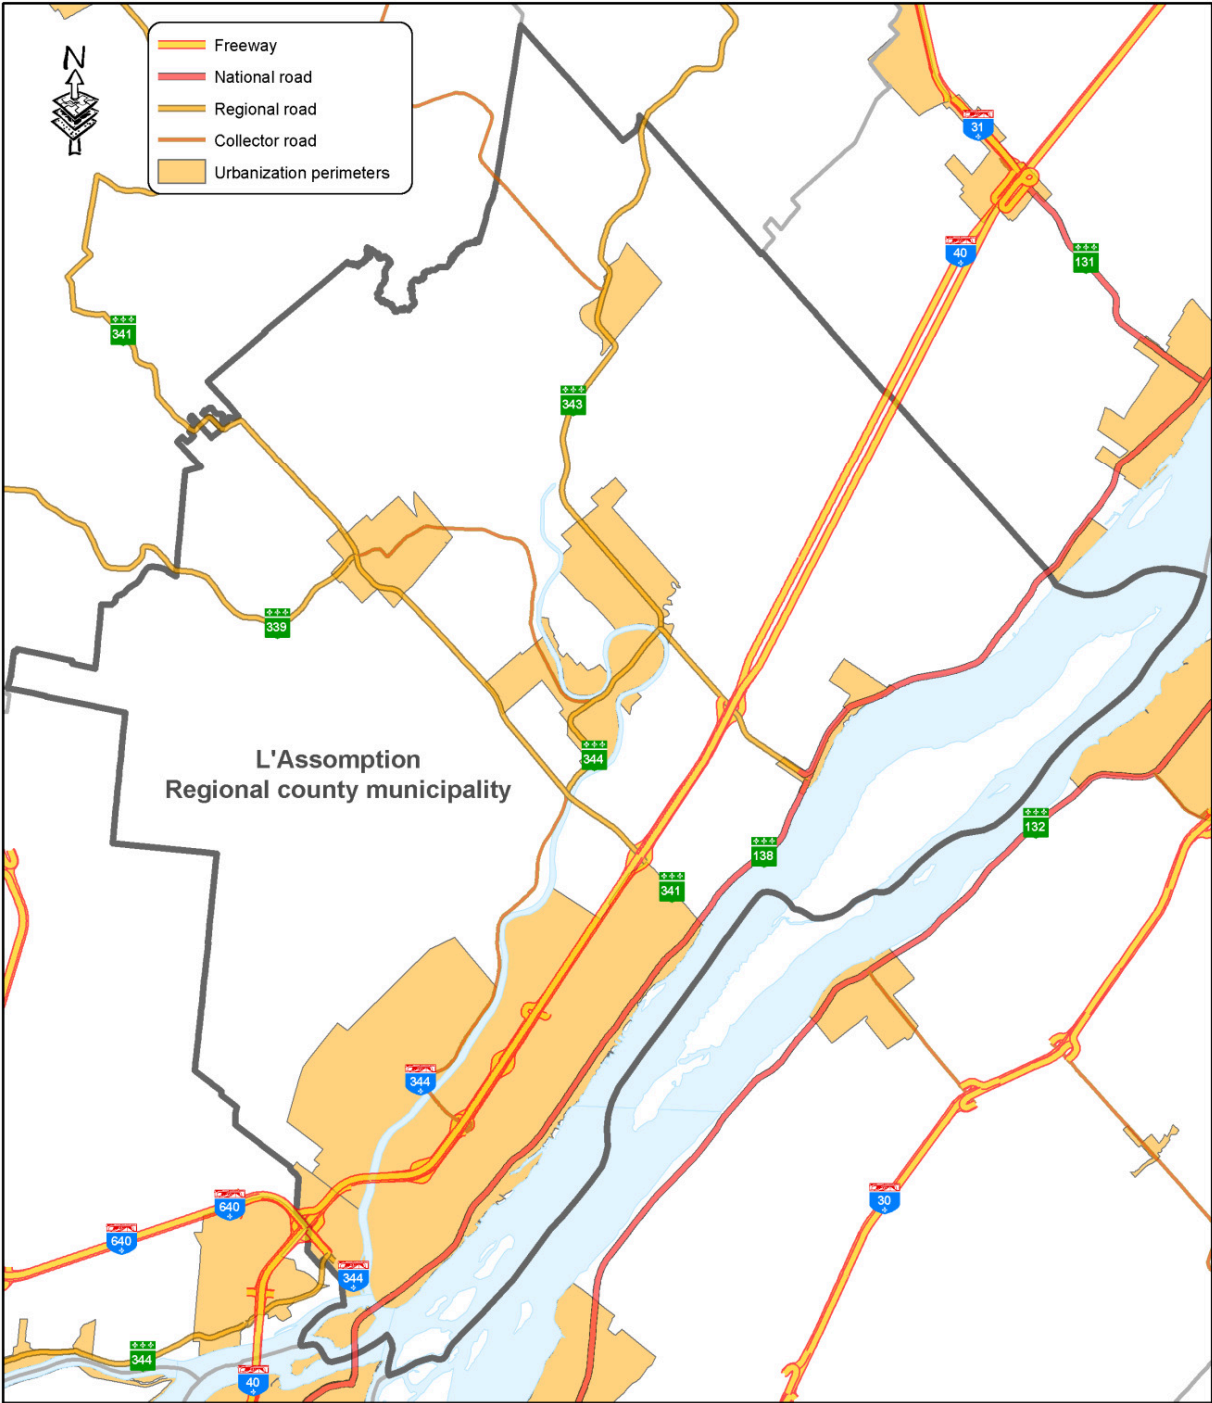 N
Freeway
National road
Regional road
Collector road
Urbanization perimeters
31
40
131
341
343
339
L'Assomption
Regional county municipality
344
138
132
341
344
640
640
30
344
344
40